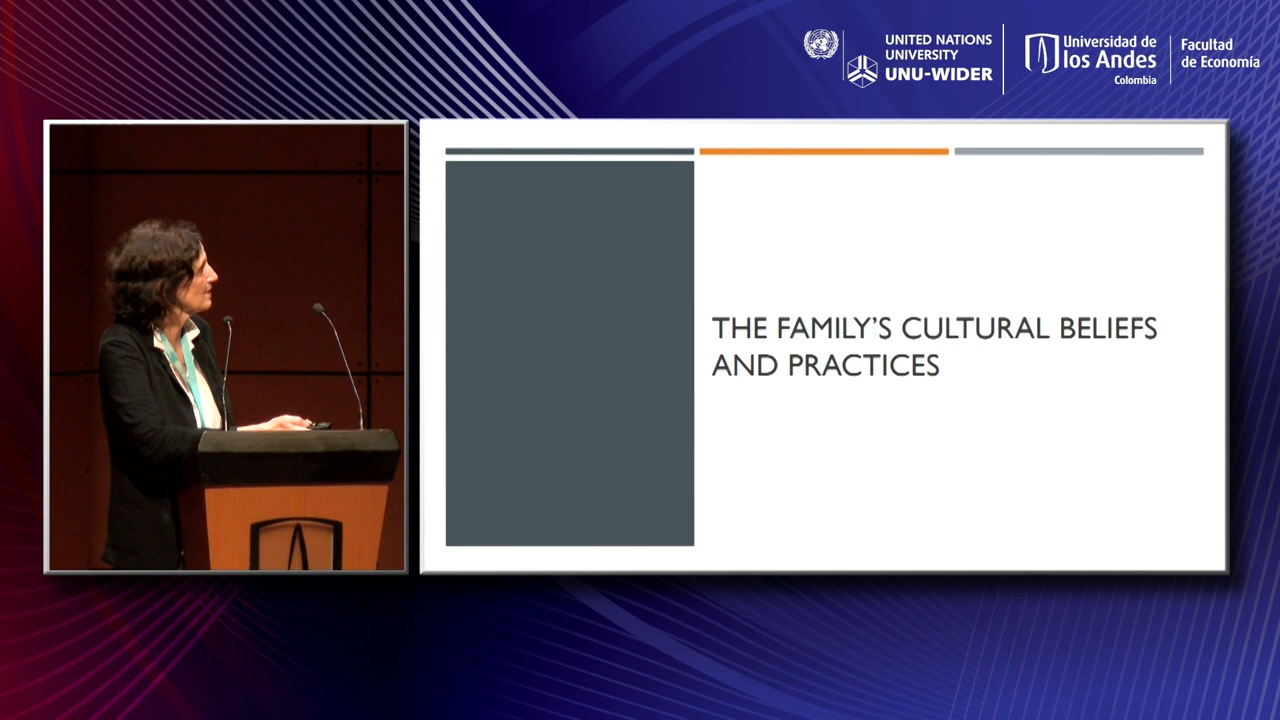 UNITED NATIONS
UNIVERSITY
UNU-WIDER
Universidad de
los Andes
Colombia
Facultad
de Economía
THE FAMILY'S CULTURAL BELIEFS
AND PRACTICES